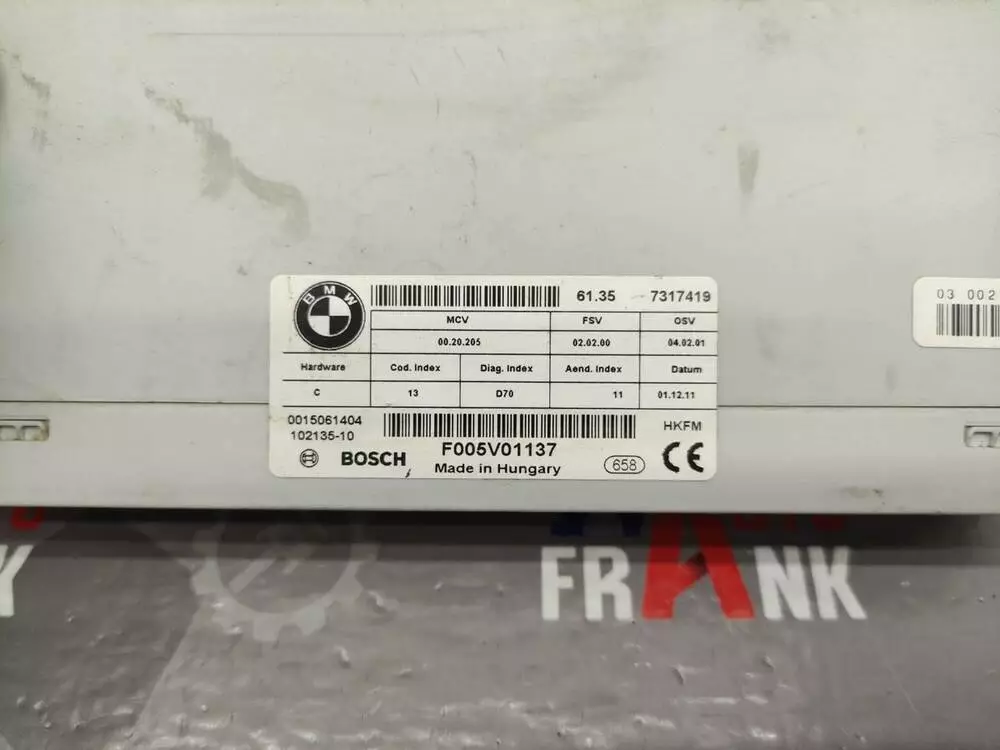 BMW
61.35 7317419
MCV FSV OSV
00.20.205 02.02.00 04.02.01
Hardware Cod. Index Diag. Index Aend. Index Datum
C 13 D70 11 01.12.11
0015061404
102135-10
HKFM
F005V01137
BOSCH Made in Hungary 658 CE
03 002
FRANK